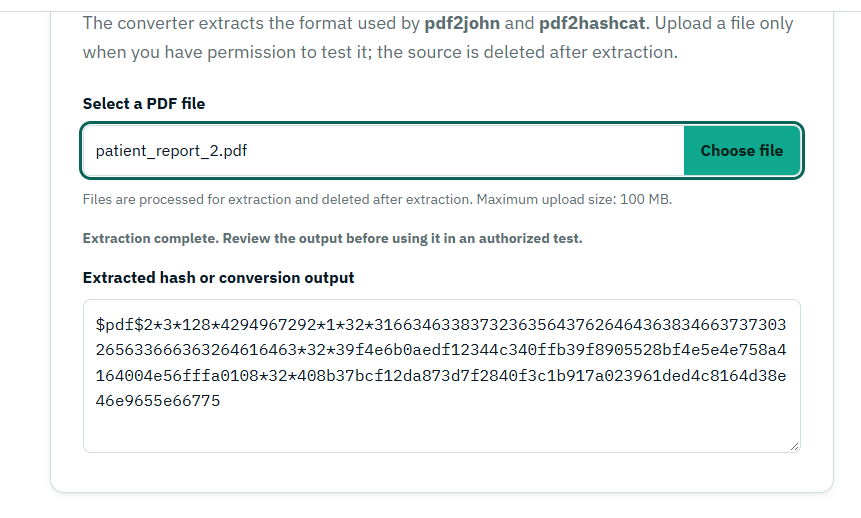 The converter extracts the format used by pdf2john and pdf2hashcat. Upload a file only
when you have permission to test it; the source is deleted after extraction.
Select a PDF file
patient_report_2.pdf
Choose file
Files are processed for extraction and deleted after extraction. Maximum upload size: 100 MB.
Extraction complete. Review the output before using it in an authorized test.
Extracted hash or conversion output
$pdf$2*3*128*4294967292*1*32*3166346338373236356437626464363834663737303
2656336663632646164​63*32*39f4e6b0aedf12344c340ffb39f8905528bf4e5e4e758a4
164004e56fffa0108*32*408b37bcf12da873d7f2840f3c1b917a023961ded4c8164d38e
46e9655e66775